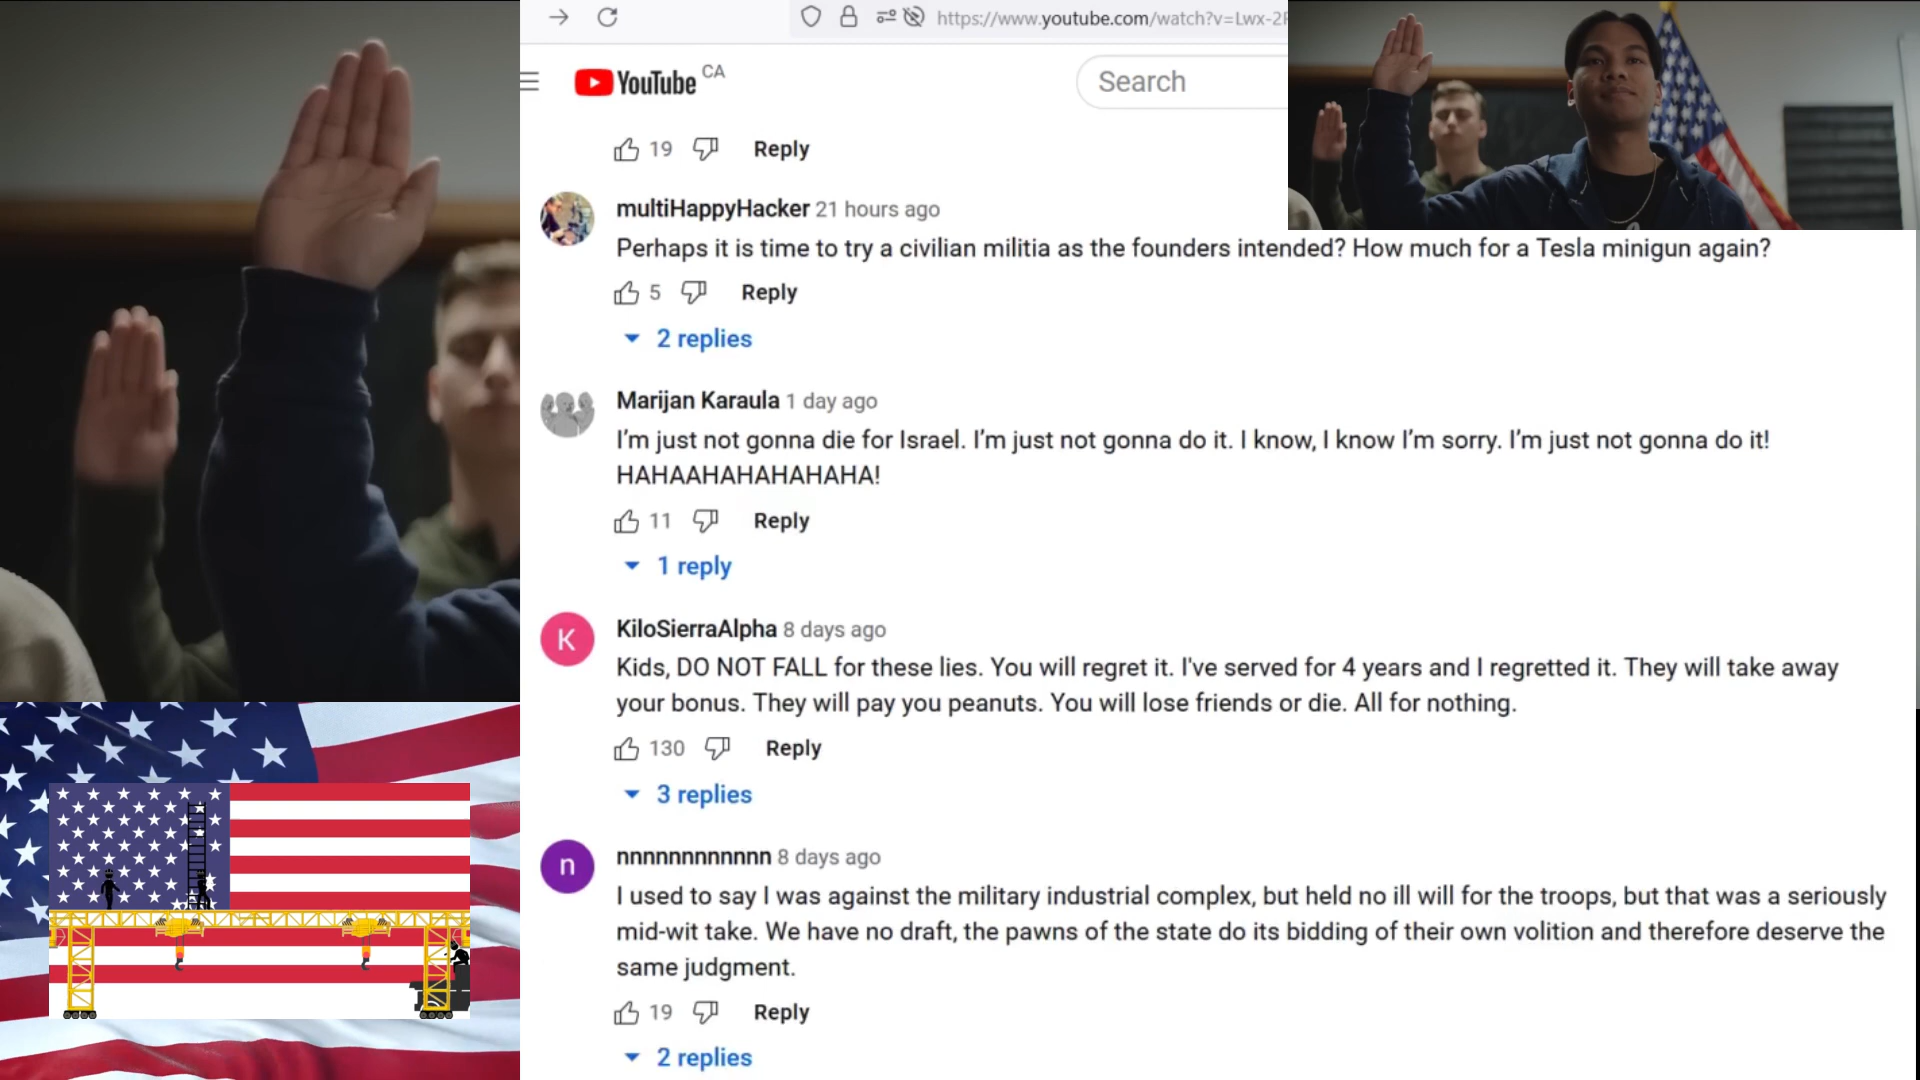 https://www.youtube.com/watch?v=Lwx-2
YouTube CA
Search
19 Reply
multiHappyHacker 21 hours ago
Perhaps it is time to try a civilian militia as the founders intended? How much for a Tesla minigun again?
5 Reply
2 replies
Marijan Karaula 1 day ago
I’m just not gonna die for Israel. I’m just not gonna do it. I know, I know I’m sorry. I’m just not gonna do it!
HAHAAHAHAHAHAHA!
11 Reply
1 reply
K
KiloSierraAlpha 8 days ago
Kids, DO NOT FALL for these lies. You will regret it. I've served for 4 years and I regretted it. They will take away
your bonus. They will pay you peanuts. You will lose friends or die. All for nothing.
130 Reply
3 replies
n
nnnnnnnnnnnn 8 days ago
I used to say I was against the military industrial complex, but held no ill will for the troops, but that was a seriously
mid-wit take. We have no draft, the pawns of the state do its bidding of their own volition and therefore deserve the
same judgment.
19 Reply
2 replies